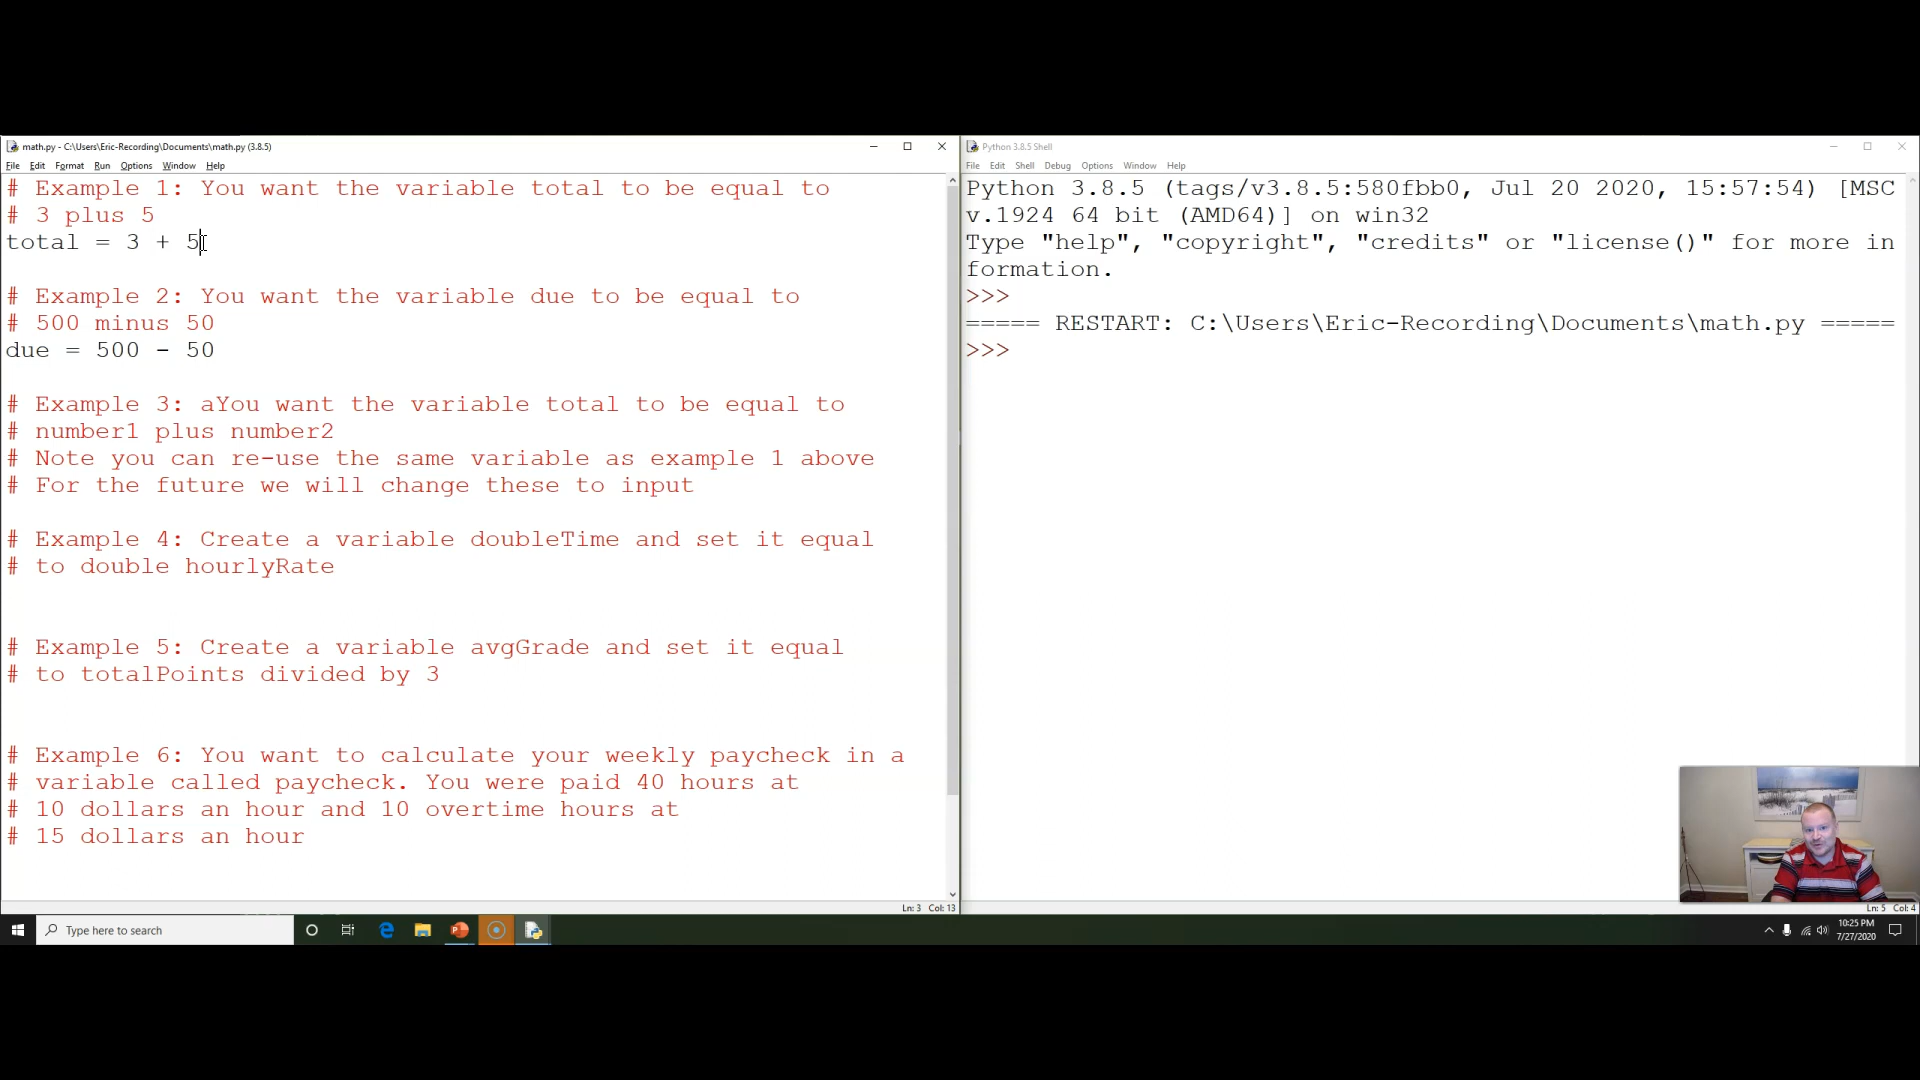 math.py - C:\Users\Eric-Recording\Documents\math.py (3.8.5)
File Edit Format Run Options Window Help
# Example 1: You want the variable total to be equal to
# 3 plus 5
total = 3 + 5
# Example 2: You want the variable due to be equal to
# 500 minus 50
due = 500 - 50
# Example 3: aYou want the variable total to be equal to
# number1 plus number2
# Note you can re-use the same variable as example 1 above
# For the future we will change these to input
# Example 4: Create a variable doubleTime and set it equal
# to double hourlyRate
# Example 5: Create a variable avgGrade and set it equal
# to totalPoints divided by 3
# Example 6: You want to calculate your weekly paycheck in a
# variable called paycheck. You were paid 40 hours at
# 10 dollars an hour and 10 overtime hours at
# 15 dollars an hour
Ln: 3 Col: 13
Python 3.8.5 Shell
File Edit Shell Debug Options Window Help
Python 3.8.5 (tags/v3.8.5:580fbb0, Jul 20 2020, 15:57:54) [MSC
v.1924 64 bit (AMD64)] on win32
Type "help", "copyright", "credits" or "license()" for more in
formation.
>>>
===== RESTART: C:\Users\Eric-Recording\Documents\math.py =====
>>>
Ln: 5 Col: 4
Type here to search
10:25 PM
7/27/2020